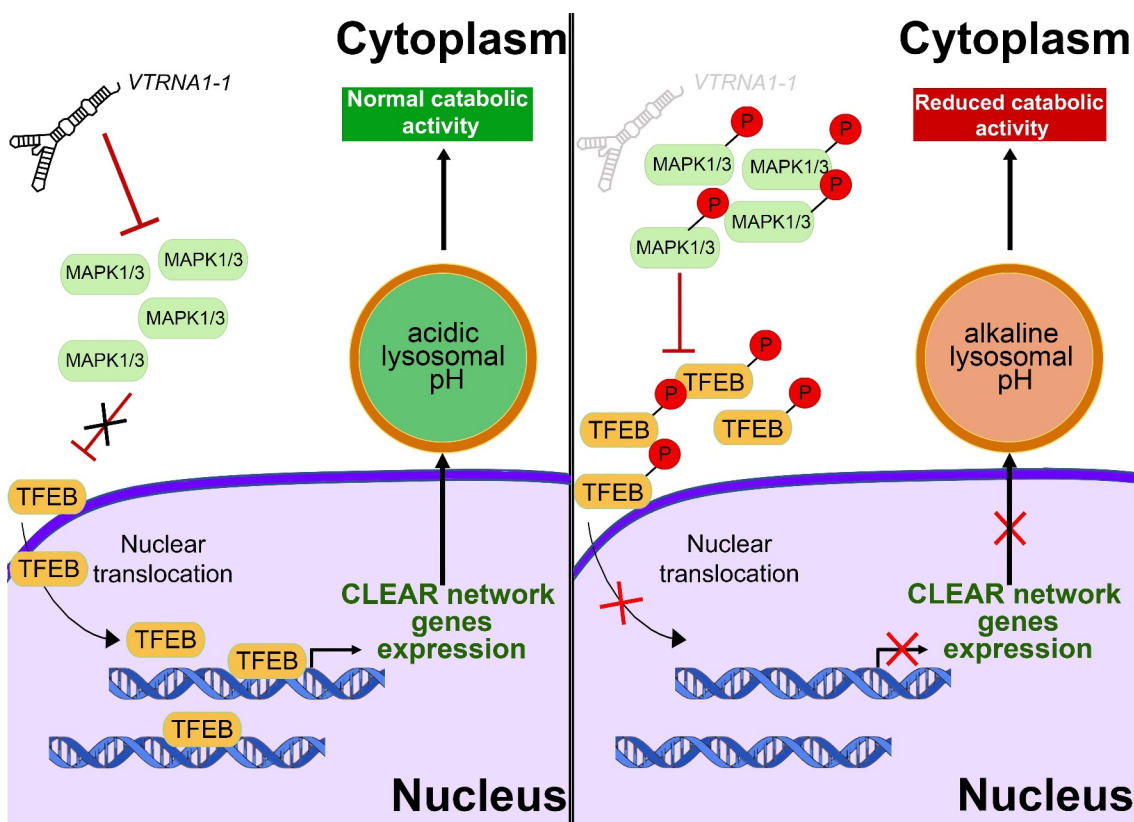 Cytoplasm
VTRNA1-1
Normal catabolic
activity
MAPK1/3
MAPK1/3
MAPK1/3
MAPK1/3
acidic
lysosomal
pH
TFEB
TFEB
Nuclear
translocation
TFEB
TFEB
TFEB
CLEAR network
genes
expression
Nucleus
Cytoplasm
VTRNA1-1
Reduced catabolic
activity
P
MAPK1/3
P
MAPK1/3
P
MAPK1/3
P
MAPK1/3
alkaline
lysosomal
pH
P
TFEB
P
TFEB
P
TFEB
P
TFEB
Nuclear
translocation
CLEAR network
genes
expression
Nucleus